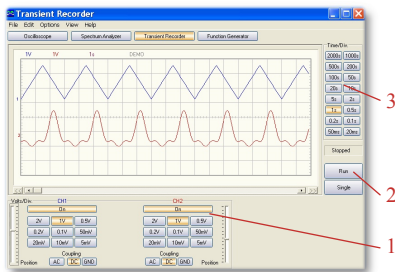 Transient Recorder
File Edit Options View Help
Oscilloscope Spectrum Analyzer Transient Recorder Function Generator
1V 1V 1s DEMO
Time/Div
2000s 1000s
500s 200s
100s 50s
20s 10s
5s 2s
1s 0.5s
0.2s 0.1s
50ms 20ms
3
1
2
Stopped
Run
Single
2
Volts/Div CH1 CH2
On On
2V 1V 0.5V 2V 1V 0.5V
0.2V 0.1V 50mV 0.2V 0.1V 50mV
20mV 10mV 5mV 20mV 10mV 5mV
1
Coupling Coupling
Position AC DC GND AC DC GND Position